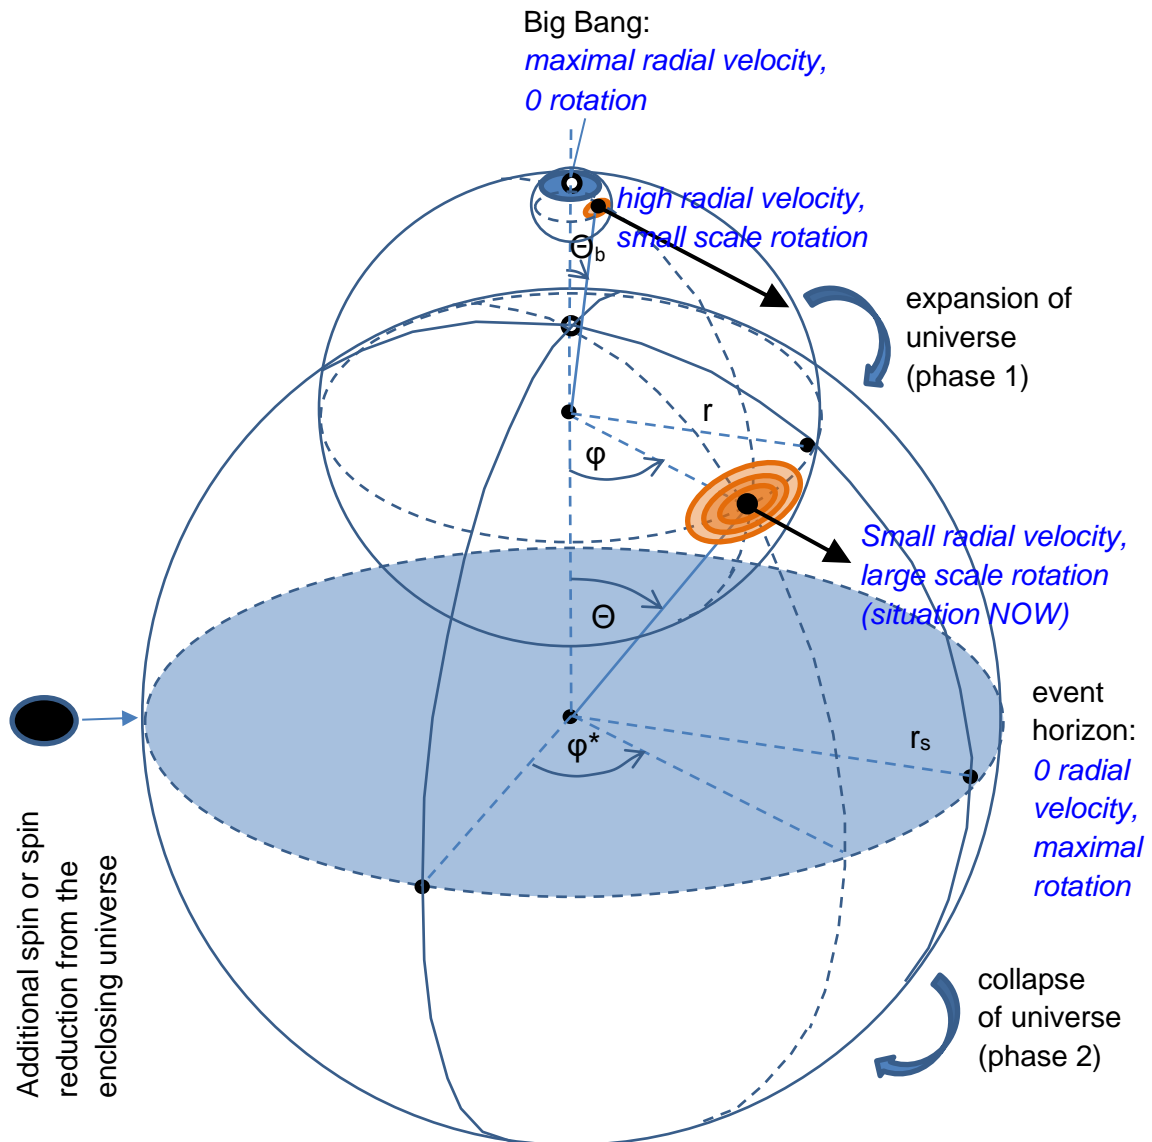 Big Bang:
maximal radial velocity,
0 rotation
high radial velocity,
small scale rotation
Θb
expansion of
universe
(phase 1)
r
φ
Small radial velocity,
large scale rotation
(situation NOW)
Θ
event
horizon:
0 radial
velocity,
maximal
rotation
rs
φ*
Additional spin or spin
reduction from the
enclosing universe
collapse
of universe
(phase 2)